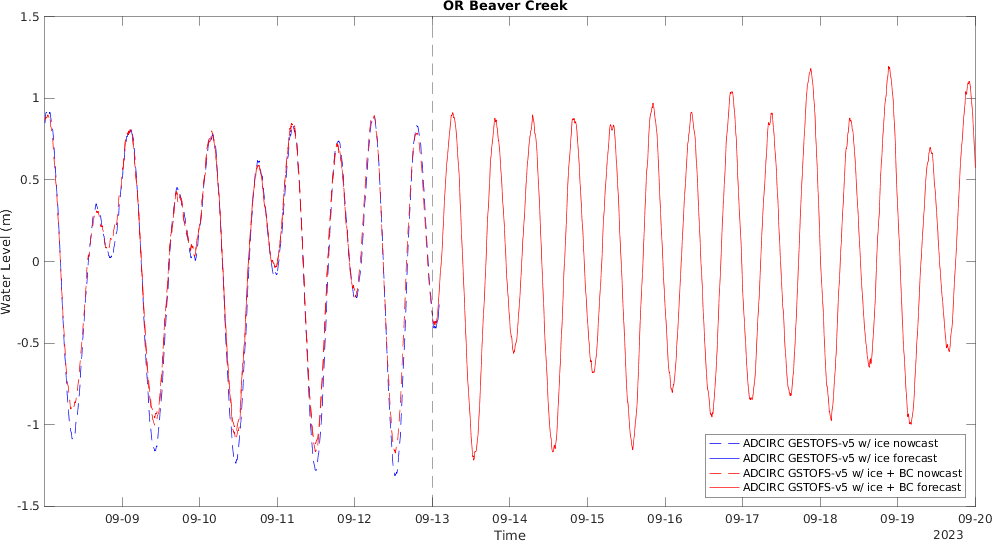 OR Beaver Creek
1.5
1
0.5
0
-0.5
-1
-1.5
Water Level (m)
09-09 09-10 09-11 09-12 09-13 09-14 09-15 09-16 09-17 09-18 09-19 09-20
Time
2023
ADCIRC GESTOFS-v5 w/ ice nowcast
ADCIRC GESTOFS-v5 w/ ice forecast
ADCIRC GSTOFS-v5 w/ ice + BC nowcast
ADCIRC GSTOFS-v5 w/ ice + BC forecast